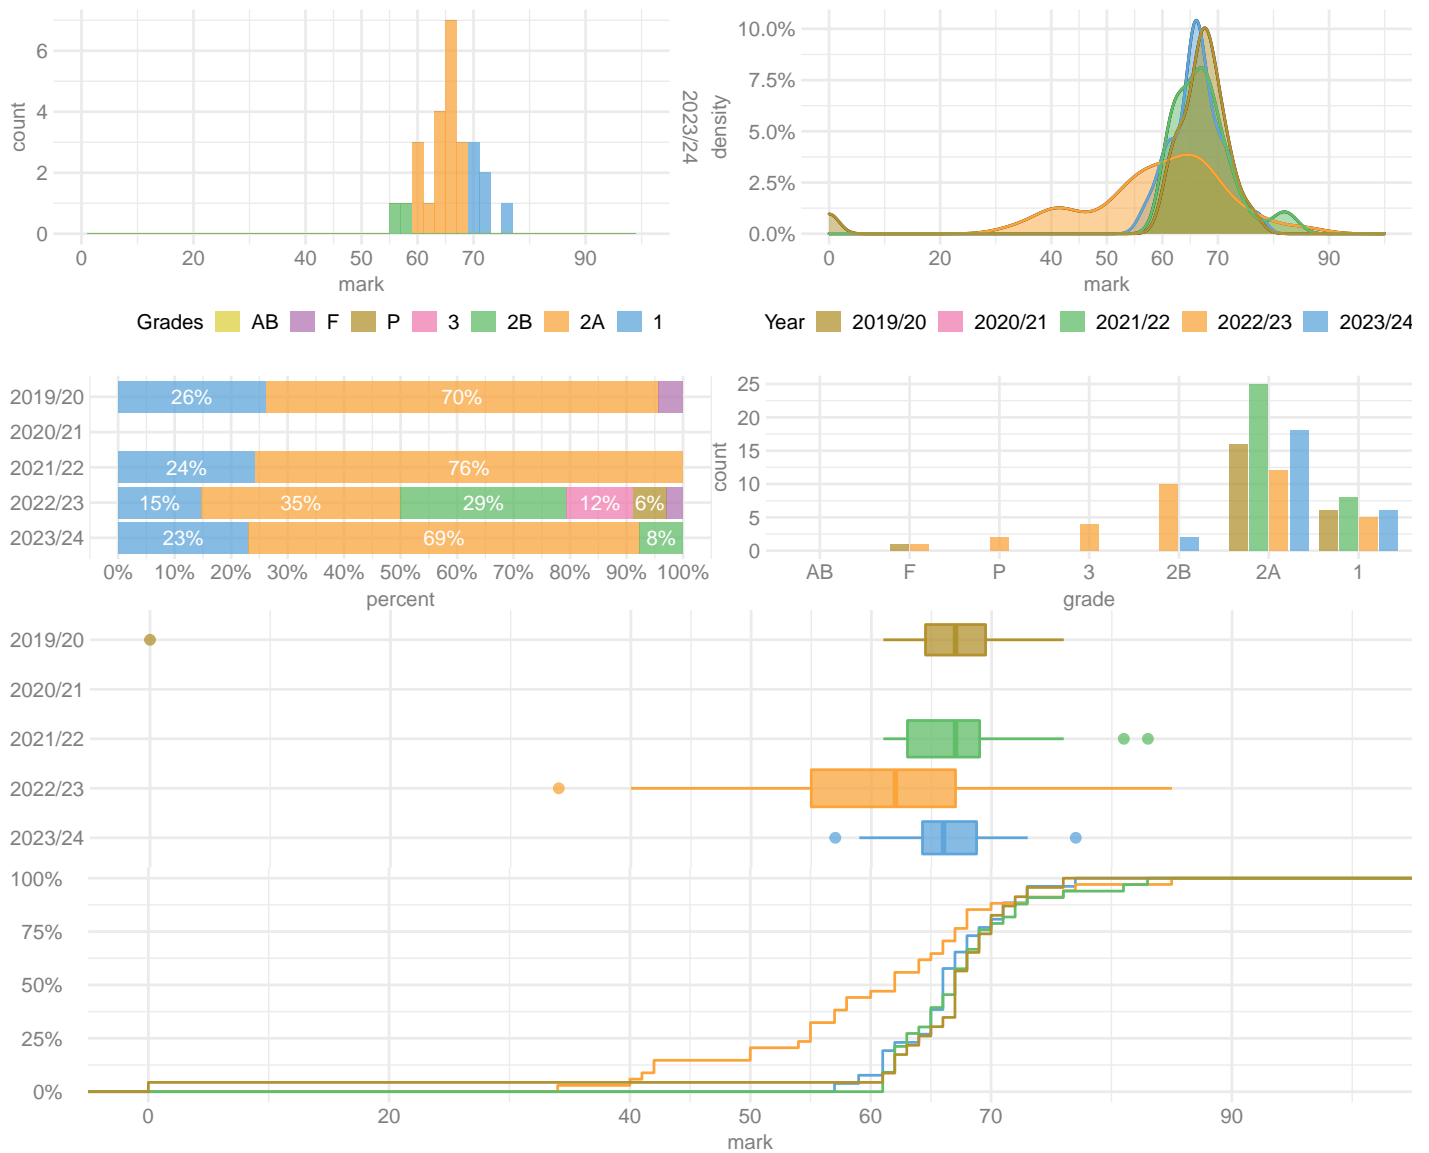 6
4
2
0
count
0 20 40 50 60 70 90
mark
2023/24
10.0%
7.5%
5.0%
2.5%
0.0%
density
0 20 40 50 60 70 90
mark
Grades AB F P 3 2B 2A 1
Year 2019/20 2020/21 2021/22 2022/23 2023/24
2019/20 26% 70%
2020/21
2021/22 24% 76%
2022/23 15% 35% 29% 12% 6%
2023/24 23% 69% 8%
0% 10% 20% 30% 40% 50% 60% 70% 80% 90% 100%
percent
25
20
15
10
5
0
count
AB F P 3 2B 2A 1
grade
2019/20
2020/21
2021/22
2022/23
2023/24
100%
75%
50%
25%
0%
0 20 40 60 70 90
mark